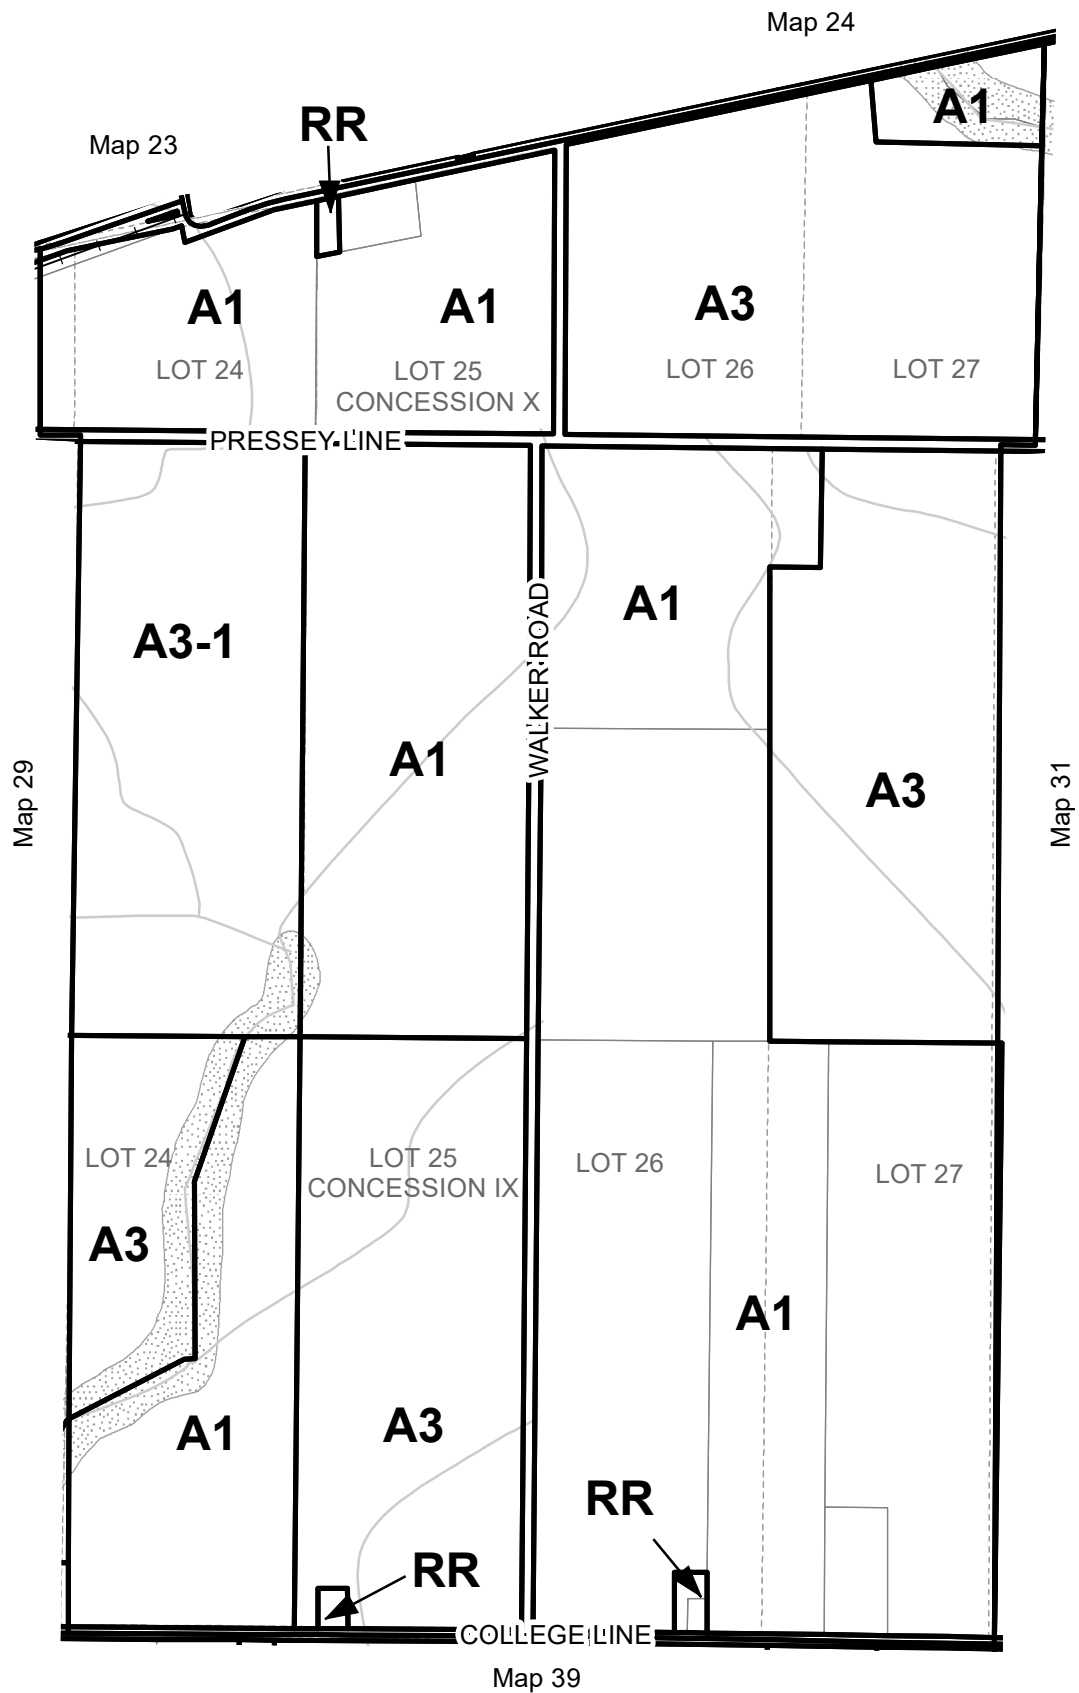 Map 24
RR
A1
Map 23
A1
A1
A3
LOT 24
LOT 25
CONCESSION X
LOT 26
LOT 27
PRESSEY LINE
A3-1
A1
WALKER ROAD
A1
A3
Map 29
Map 31
LOT 24
LOT 25
CONCESSION IX
LOT 26
LOT 27
A3
A1
A1
A3
RR
RR
COLLEGE LINE
Map 39